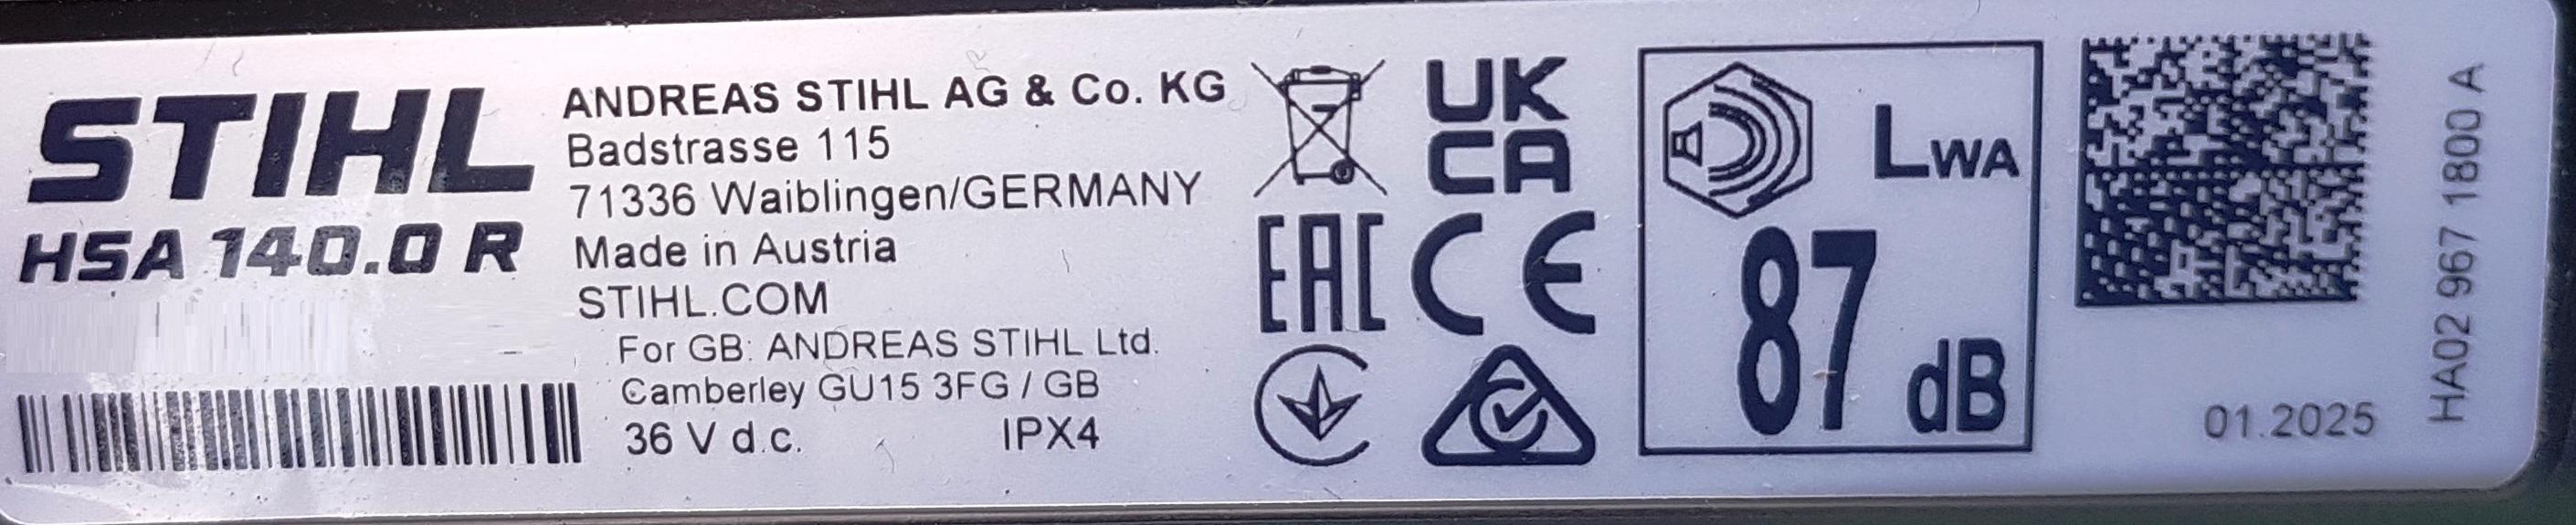 STIHL
HSA 140.0 R
ANDREAS STIHL AG & Co. KG
Badstrasse 115
71336 Waiblingen/GERMANY
Made in Austria
STIHL.COM
For GB: ANDREAS STIHL Ltd.
Camberley GU15 3FG / GB
36 V d.c. IPX4
UK
CA
EAC CE
LWA
87 dB
01.2025
HA02 967 1800 A